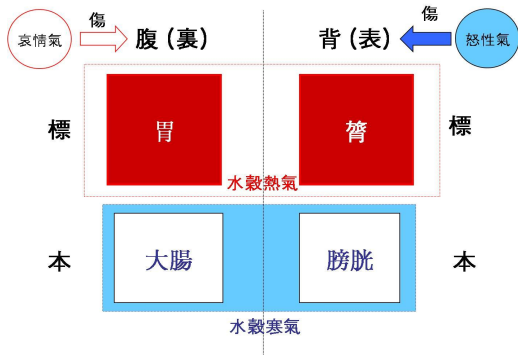 哀情氣 傷 腹 (裏) 背 (表) 傷 怒性氣
標 胃 膂 標
水穀熱氣
本 大腸 膀胱 本
水穀寒氣